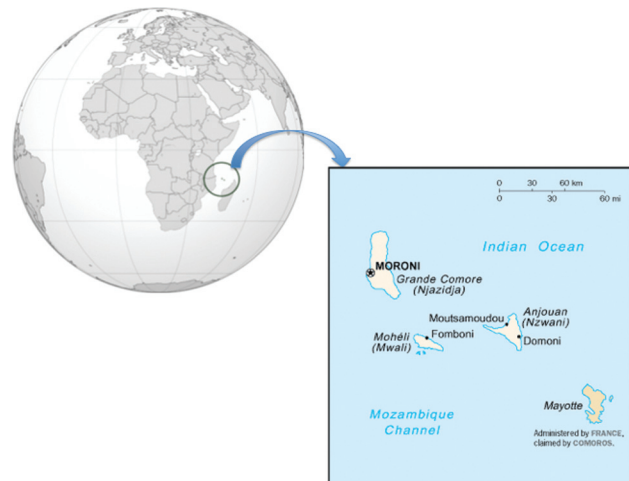 0 30 60 km
0 30 60 mi
Indian Ocean
MORONI
Grande Comore
(Njazidja)
Anjouan
(Nzwani)
Moutsamoudou
Mohéli
(Mwali)
Fomboni
Domoni
Mayotte
Mozambique
Channel
Administered by FRANCE,
claimed by COMOROS.